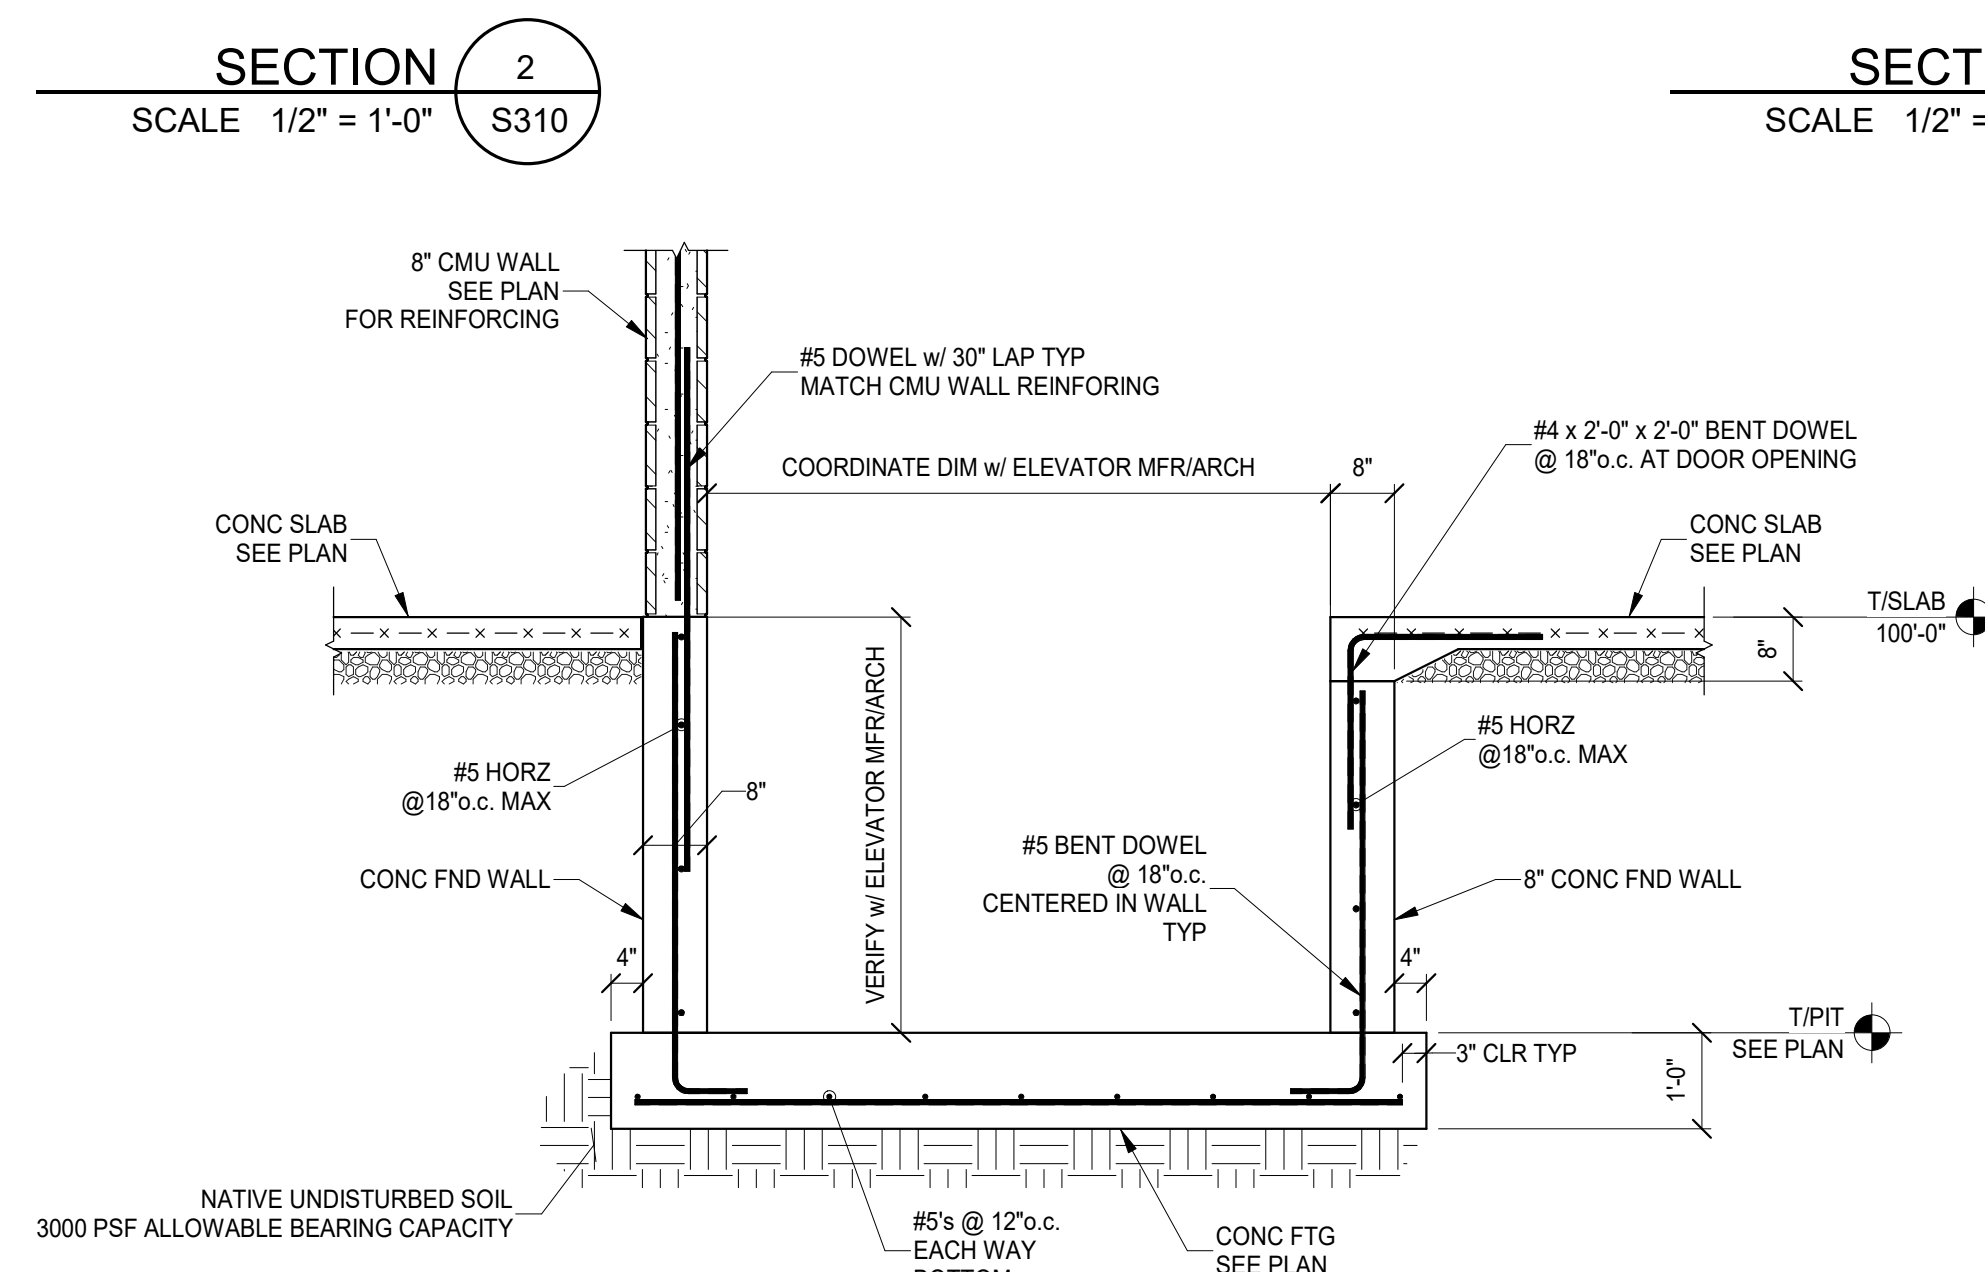 SECTION
2
SCALE 1/2" = 1'-0"
S310
SECT
SCALE 1/2" =
8" CMU WALL
SEE PLAN
FOR REINFORCING
#5 DOWEL w/ 30" LAP TYP
MATCH CMU WALL REINFORING
#4 x 2'-0" x 2'-0" BENT DOWEL
@ 18"o.c. AT DOOR OPENING
COORDINATE DIM w/ ELEVATOR MFR/ARCH
8"
CONC SLAB
SEE PLAN
CONC SLAB
SEE PLAN
T/SLAB
100'-0"
8"
VERIFY w/ ELEVATOR MFR/ARCH
#5 HORZ
@18"o.c. MAX
8"
#5 HORZ
@18"o.c. MAX
#5 BENT DOWEL
@ 18"o.c.
CENTERED IN WALL
TYP
CONC FND WALL
8" CONC FND WALL
4"
4"
T/PIT
SEE PLAN
3" CLR TYP
1'-0"
NATIVE UNDISTURBED SOIL
3000 PSF ALLOWABLE BEARING CAPACITY
#5's @ 12"o.c.
EACH WAY
BOTTOM
CONC FTG
SEE PLAN